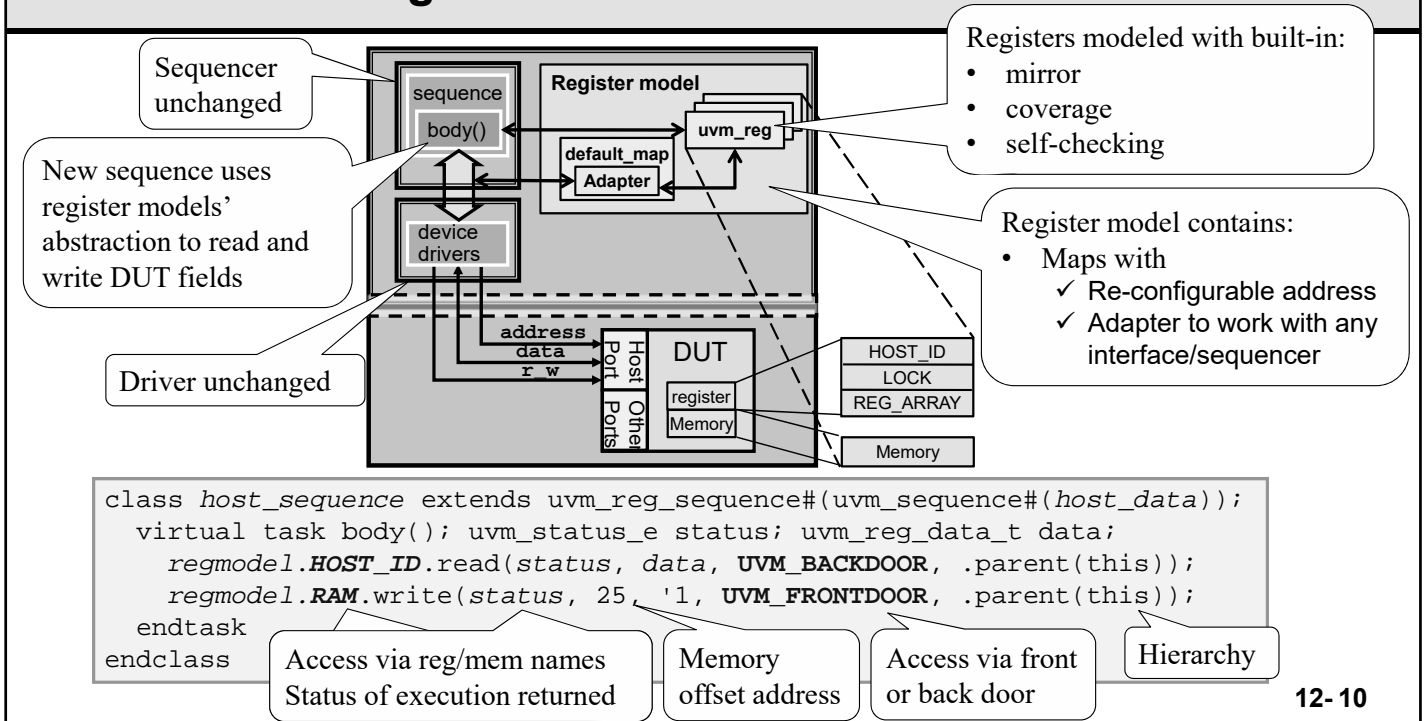 Sequencer
unchanged
New sequence uses
register models’
abstraction to read and
write DUT fields
Driver unchanged
sequence
body()
device
drivers
Register model
uvm_reg
default_map
Adapter
Registers modeled with built-in:
• mirror
• coverage
• self-checking
Register model contains:
• Maps with
✓ Re-configurable address
✓ Adapter to work with any
interface/sequencer
address
data
r_w
Host
Port
Other
Ports
DUT
register
Memory
HOST_ID
LOCK
REG_ARRAY
Memory
class host_sequence extends uvm_reg_sequence#(uvm_sequence#(host_data));
virtual task body(); uvm_status_e status; uvm_reg_data_t data;
regmodel.HOST_ID.read(status, data, UVM_BACKDOOR, .parent(this));
regmodel.RAM.write(status, 25, '1, UVM_FRONTDOOR, .parent(this));
endtask
endclass
Access via reg/mem names
Status of execution returned
Memory
offset address
Access via front
or back door
Hierarchy
12-10